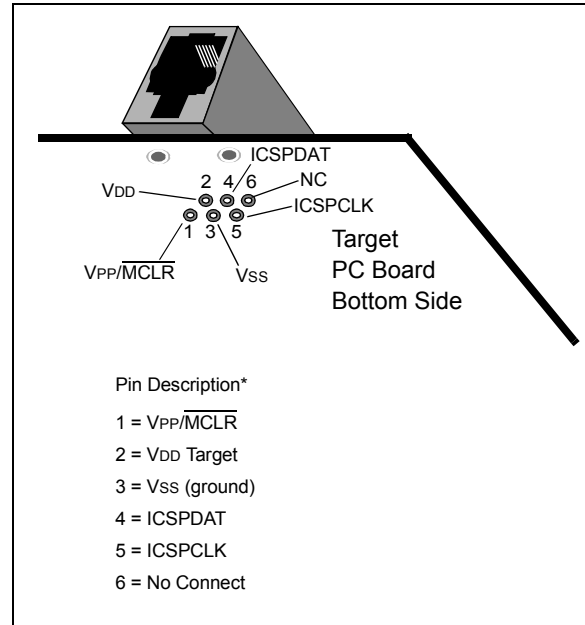 ICSPDAT
2 4 6 NC
VDD
ICSPCLK
1 3 5
Target
VPP/MCLR VSS
PC Board
Bottom Side
Pin Description*
1 = VPP/MCLR
2 = VDD Target
3 = VSS (ground)
4 = ICSPDAT
5 = ICSPCLK
6 = No Connect